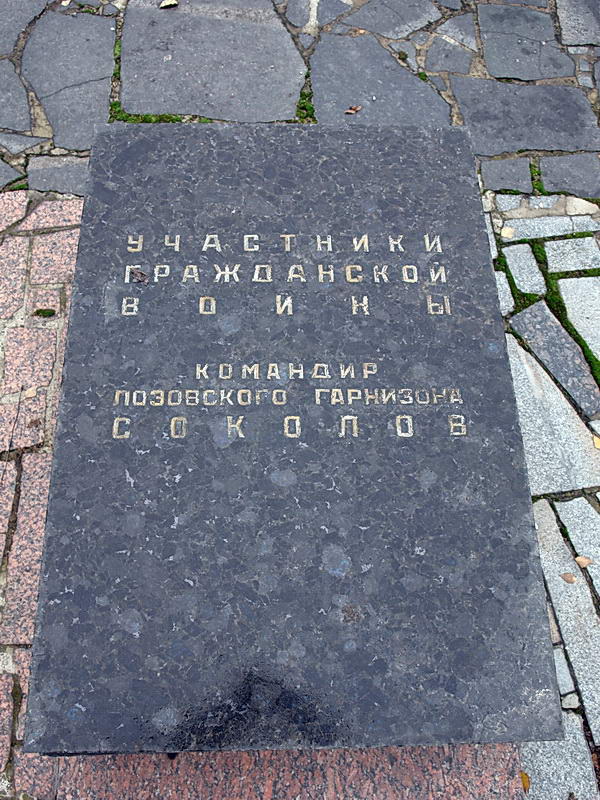 УЧАСТНИКИ
ГРАЖДАНСКОЙ
ВОЙНЫ
КОМАНДИР
ЛОЗОВСКОГО ГАРНИЗОНА
СОКОЛОВ